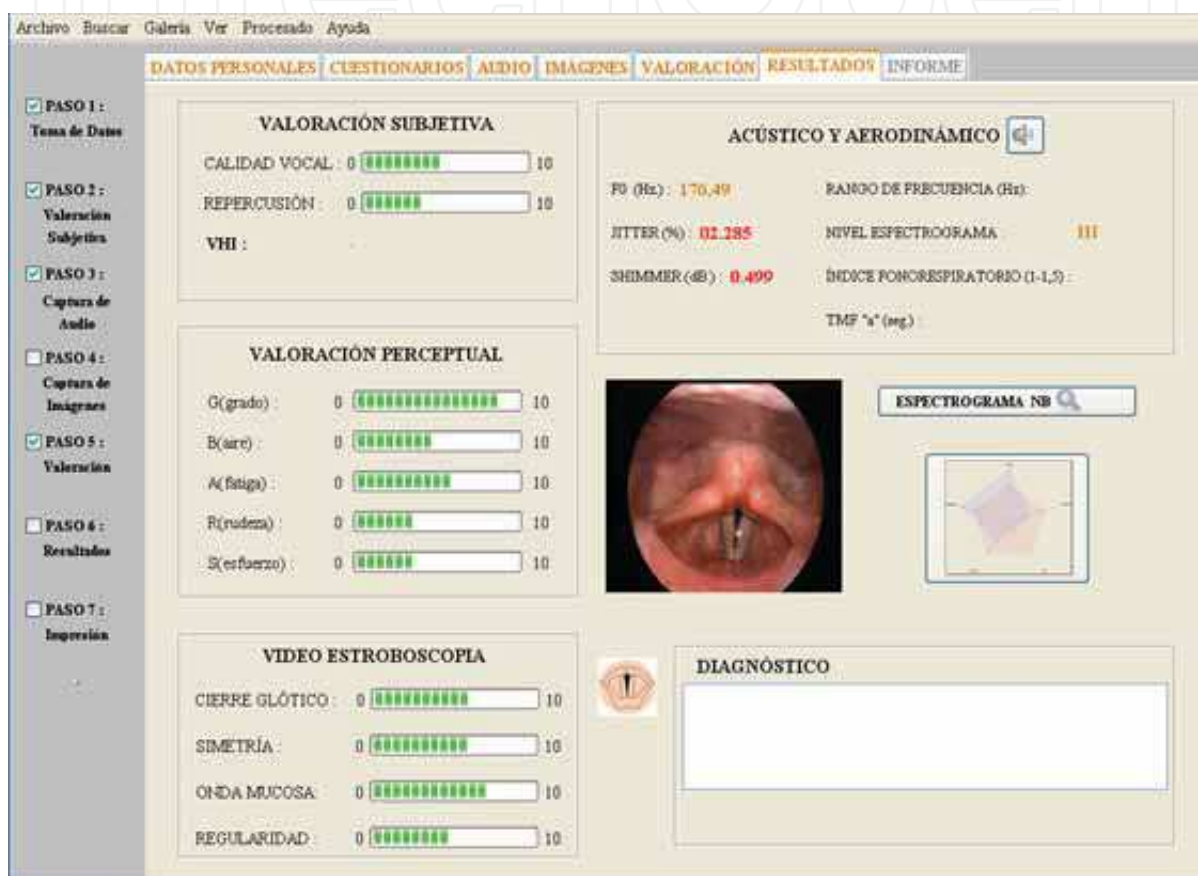 Archivo Buscar Galería Ver Procesado Ayuda
DATOS PERSONALES CUESTIONARIOS AUDIO IMÁGENES VALORACIÓN RESULTADOS INFORME
PASO 1 :
Toma de Datos
PASO 2 :
Valoración
Subjetiva
PASO 3 :
Captura de
Audio
PASO 4 :
Captura de
Imágenes
PASO 5 :
Valoración
PASO 6 :
Resultados
PASO 7 :
Impresión
VALORACIÓN SUBJETIVA
CALIDAD VOCAL : 0 10
REPERCUSIÓN : 0 10
VHI :
VALORACIÓN PERCEPTUAL
G(grado) : 0 10
B(aire) : 0 10
A(fatiga) : 0 10
R(rudeza) : 0 10
S(esfuerzo) : 0 10
VIDEO ESTROBOSCOPIA
CIERRE GLÓTICO : 0 10
SIMETRÍA : 0 10
ONDA MUCOSA: 0 10
REGULARIDAD : 0 10
ACÚSTICO Y AERODINÁMICO
F0 (Hz.) : 170.49 RANGO DE FRECUENCIA (Hz):
JITTER (%) : 02.285 NIVEL ESPECTROGRAMA III
SHIMMER (dB) : 0.499 ÍNDICE FONORESPIRATORIO (1-1,5) :
TMF "a" (seg.) :
ESPECTROGRAMA NB
DIAGNÓSTICO